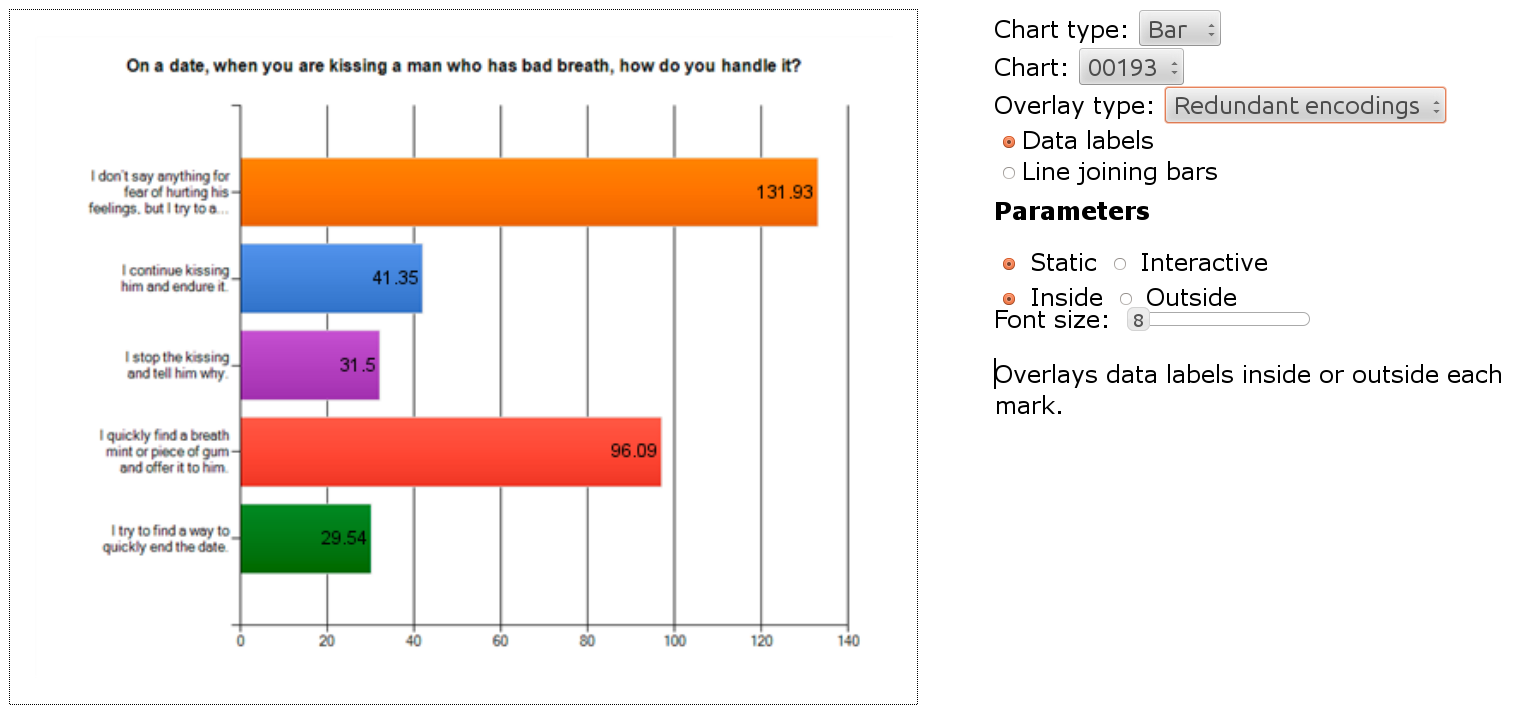 On a date, when you are kissing a man who has bad breath, how do you handle it?
I don't say anything for
fear of hurting his
feelings, but I try to a...
131.93
I continue kissing
him and endure it.
41.35
I stop the kissing
and tell him why.
31.5
I quickly find a breath
mint or piece of gum
and offer it to him.
96.09
I try to find a way to
quickly end the date.
29.54
0 20 40 60 80 100 120 140
Chart type: Bar
Chart: 00193
Overlay type: Redundant encodings
Data labels
Line joining bars
Parameters
Static Interactive
Inside Outside
Font size: 8
Overlays data labels inside or outside each
mark.